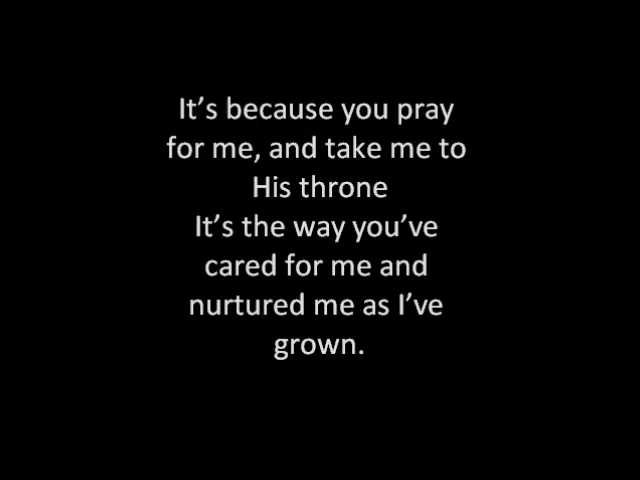 It’s because you pray
for me, and take me to
His throne
It’s the way you’ve
cared for me and
nurtured me as I’ve
grown.